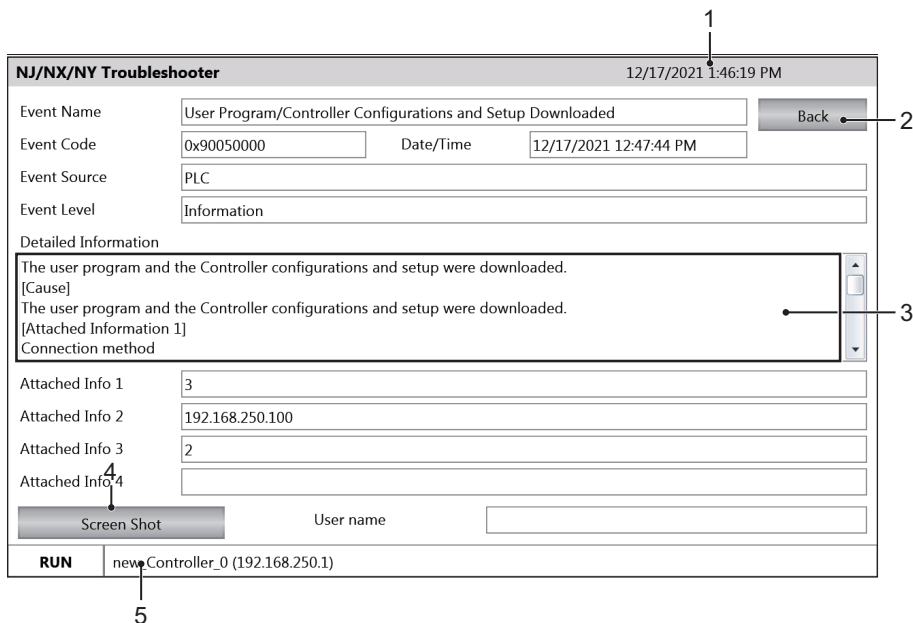 1
NJ/NX/NY Troubleshooter 12/17/2021 1:46:19 PM
Event Name User Program/Controller Configurations and Setup Downloaded Back 2
Event Code 0x90050000 Date/Time 12/17/2021 12:47:44 PM
Event Source PLC
Event Level Information
Detailed Information
The user program and the Controller configurations and setup were downloaded.
[Cause]
The user program and the Controller configurations and setup were downloaded. 3
[Attached Information 1]
Connection method
Attached Info 1 3
Attached Info 2 192.168.250.100
Attached Info 3 2
4
Attached Info 4
Screen Shot User name
RUN new_Controller_0 (192.168.250.1)
5